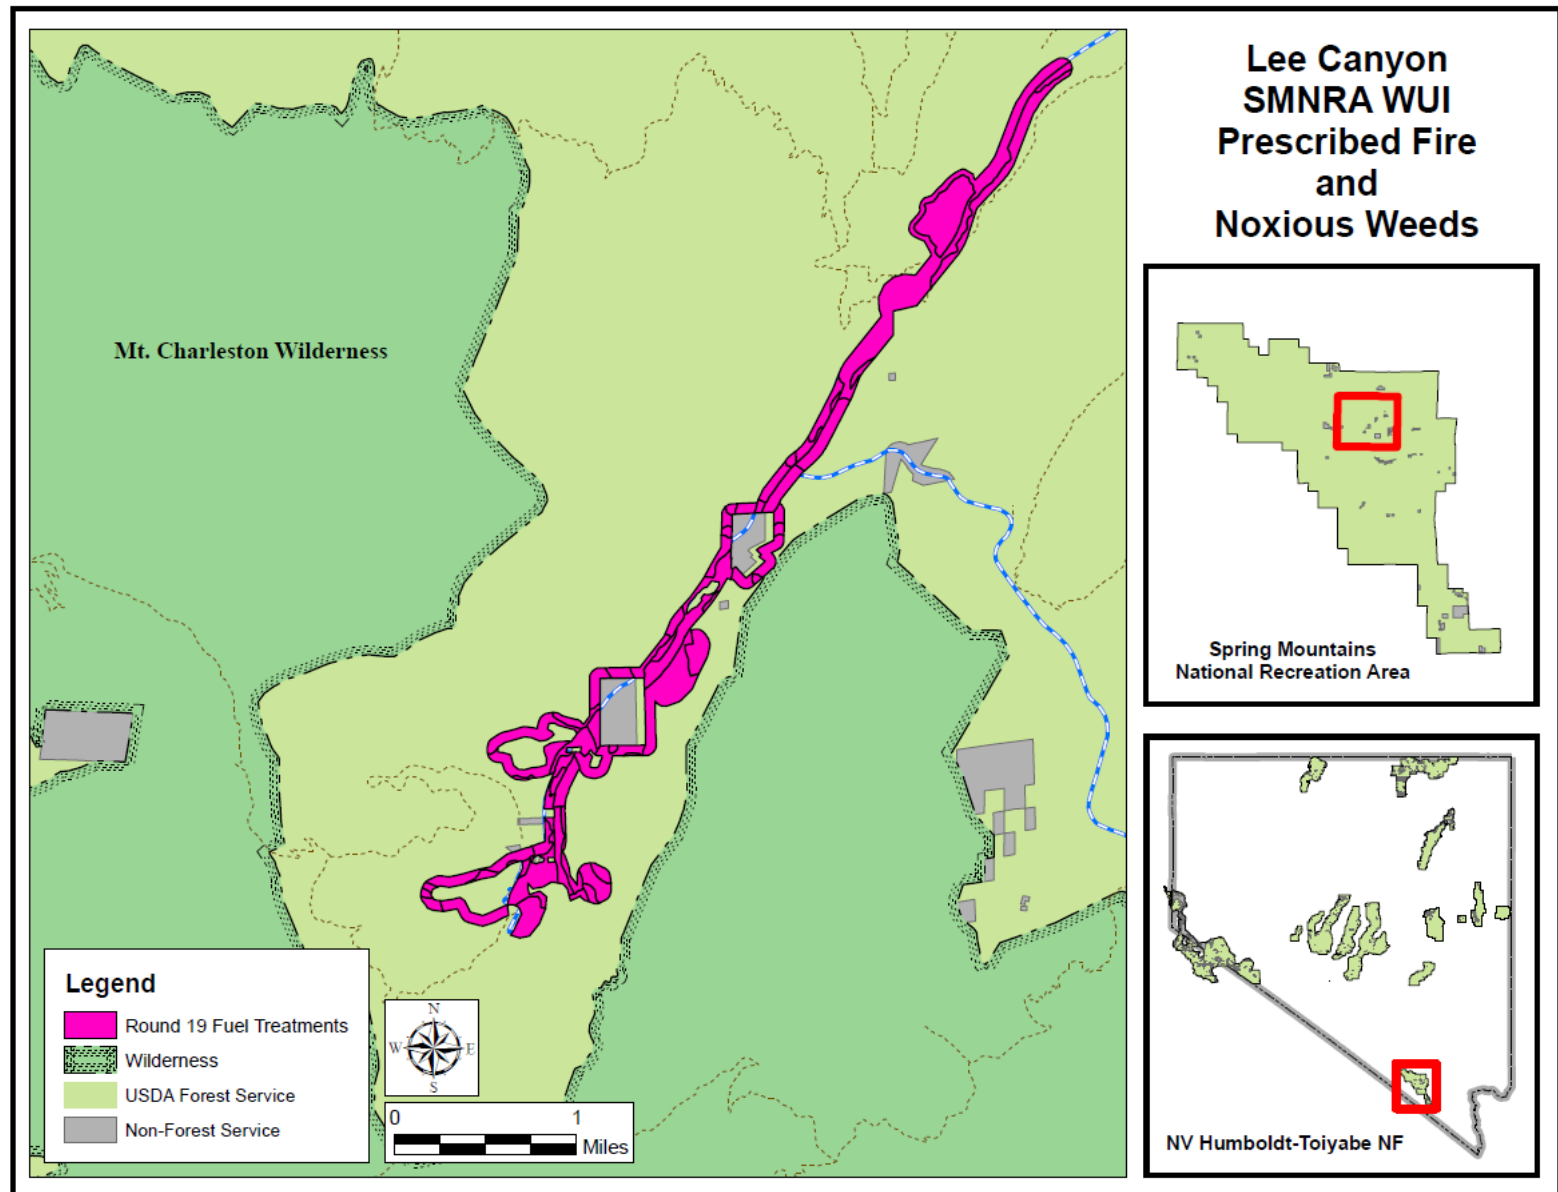 Lee Canyon
SMNRA WUI
Prescribed Fire
and
Noxious Weeds
Mt. Charleston Wilderness
Spring Mountains
National Recreation Area
NV Humboldt-Toiyabe NF
Legend
Round 19 Fuel Treatments
Wilderness
USDA Forest Service
Non-Forest Service
N
W E
S
0 1
Miles